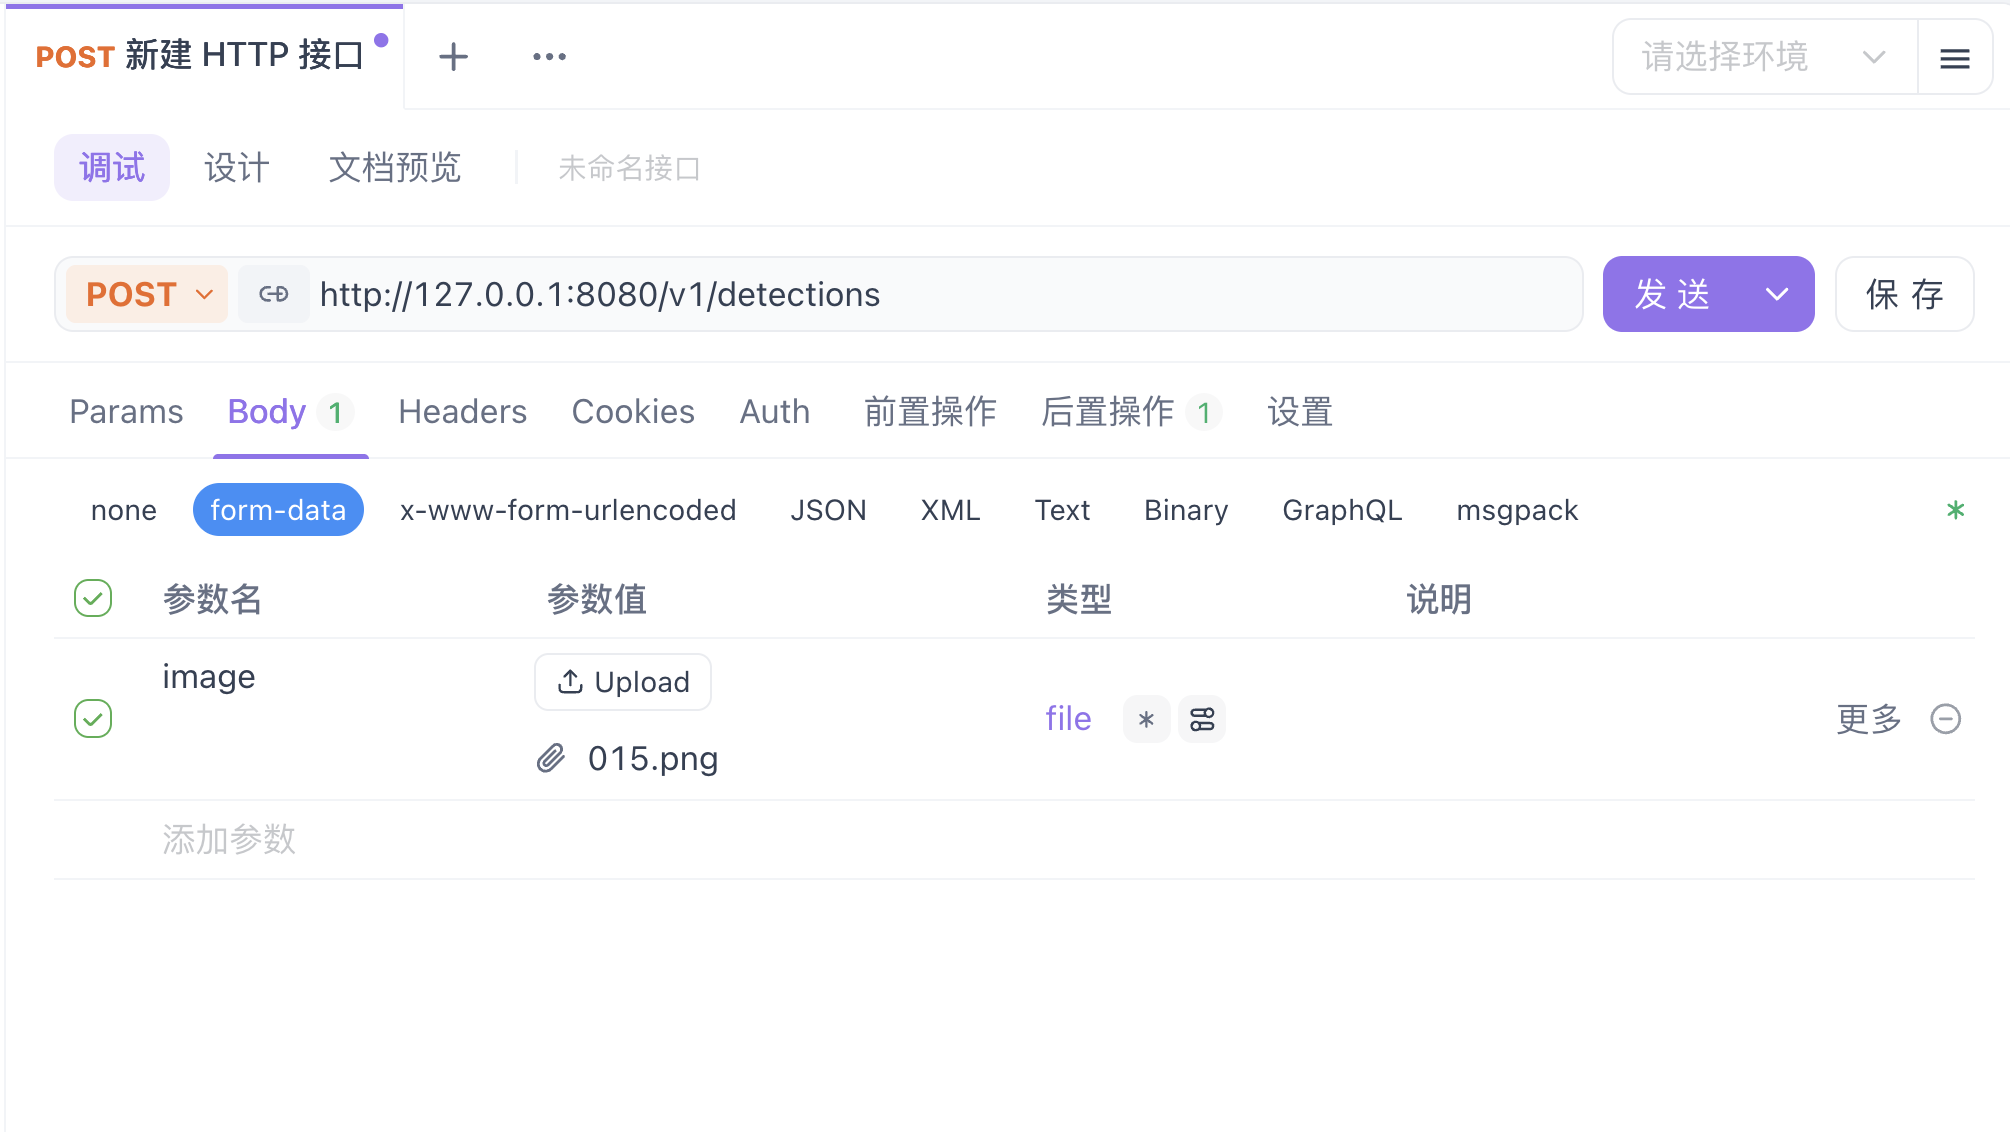 POST 新建 HTTP 接口
请选择环境
调试 设计 文档预览 未命名接口
POST http://127.0.0.1:8080/v1/detections 发送 保存
Params Body 1 Headers Cookies Auth 前置操作 后置操作 1 设置
none form-data x-www-form-urlencoded JSON XML Text Binary GraphQL msgpack *
参数名 参数值 类型 说明
image Upload
file * 更多
015.png
添加参数